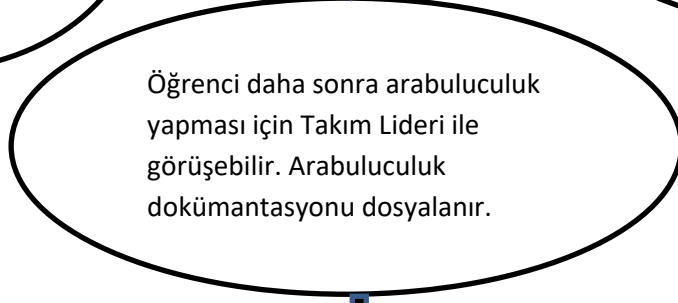 Öğrenci daha sonra arabuluculuk
yapması için Takım Lideri ile
görüşebilir. Arabuluculuk
dokümantasyonu dosyalanır.